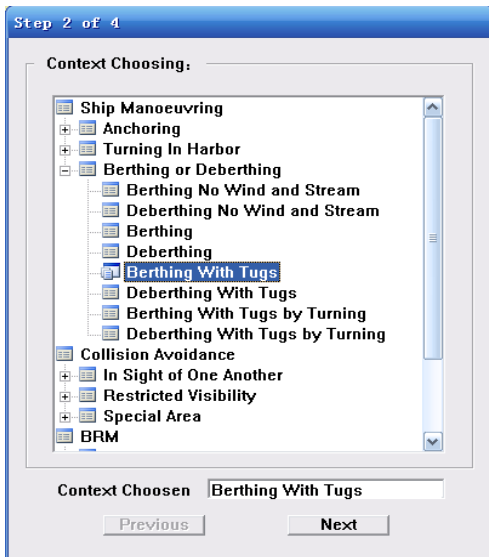 Step 2 of 4
Context Choosing:
Ship Manoeuvring
Anchoring
Turning In Harbor
Berthing or Deberthing
Berthing No Wind and Stream
Deberthing No Wind and Stream
Berthing
Deberthing
Berthing With Tugs
Deberthing With Tugs
Berthing With Tugs by Turning
Deberthing With Tugs by Turning
Collision Avoidance
In Sight of One Another
Restricted Visibility
Special Area
BRM
Context Choosen Berthing With Tugs
Previous Next